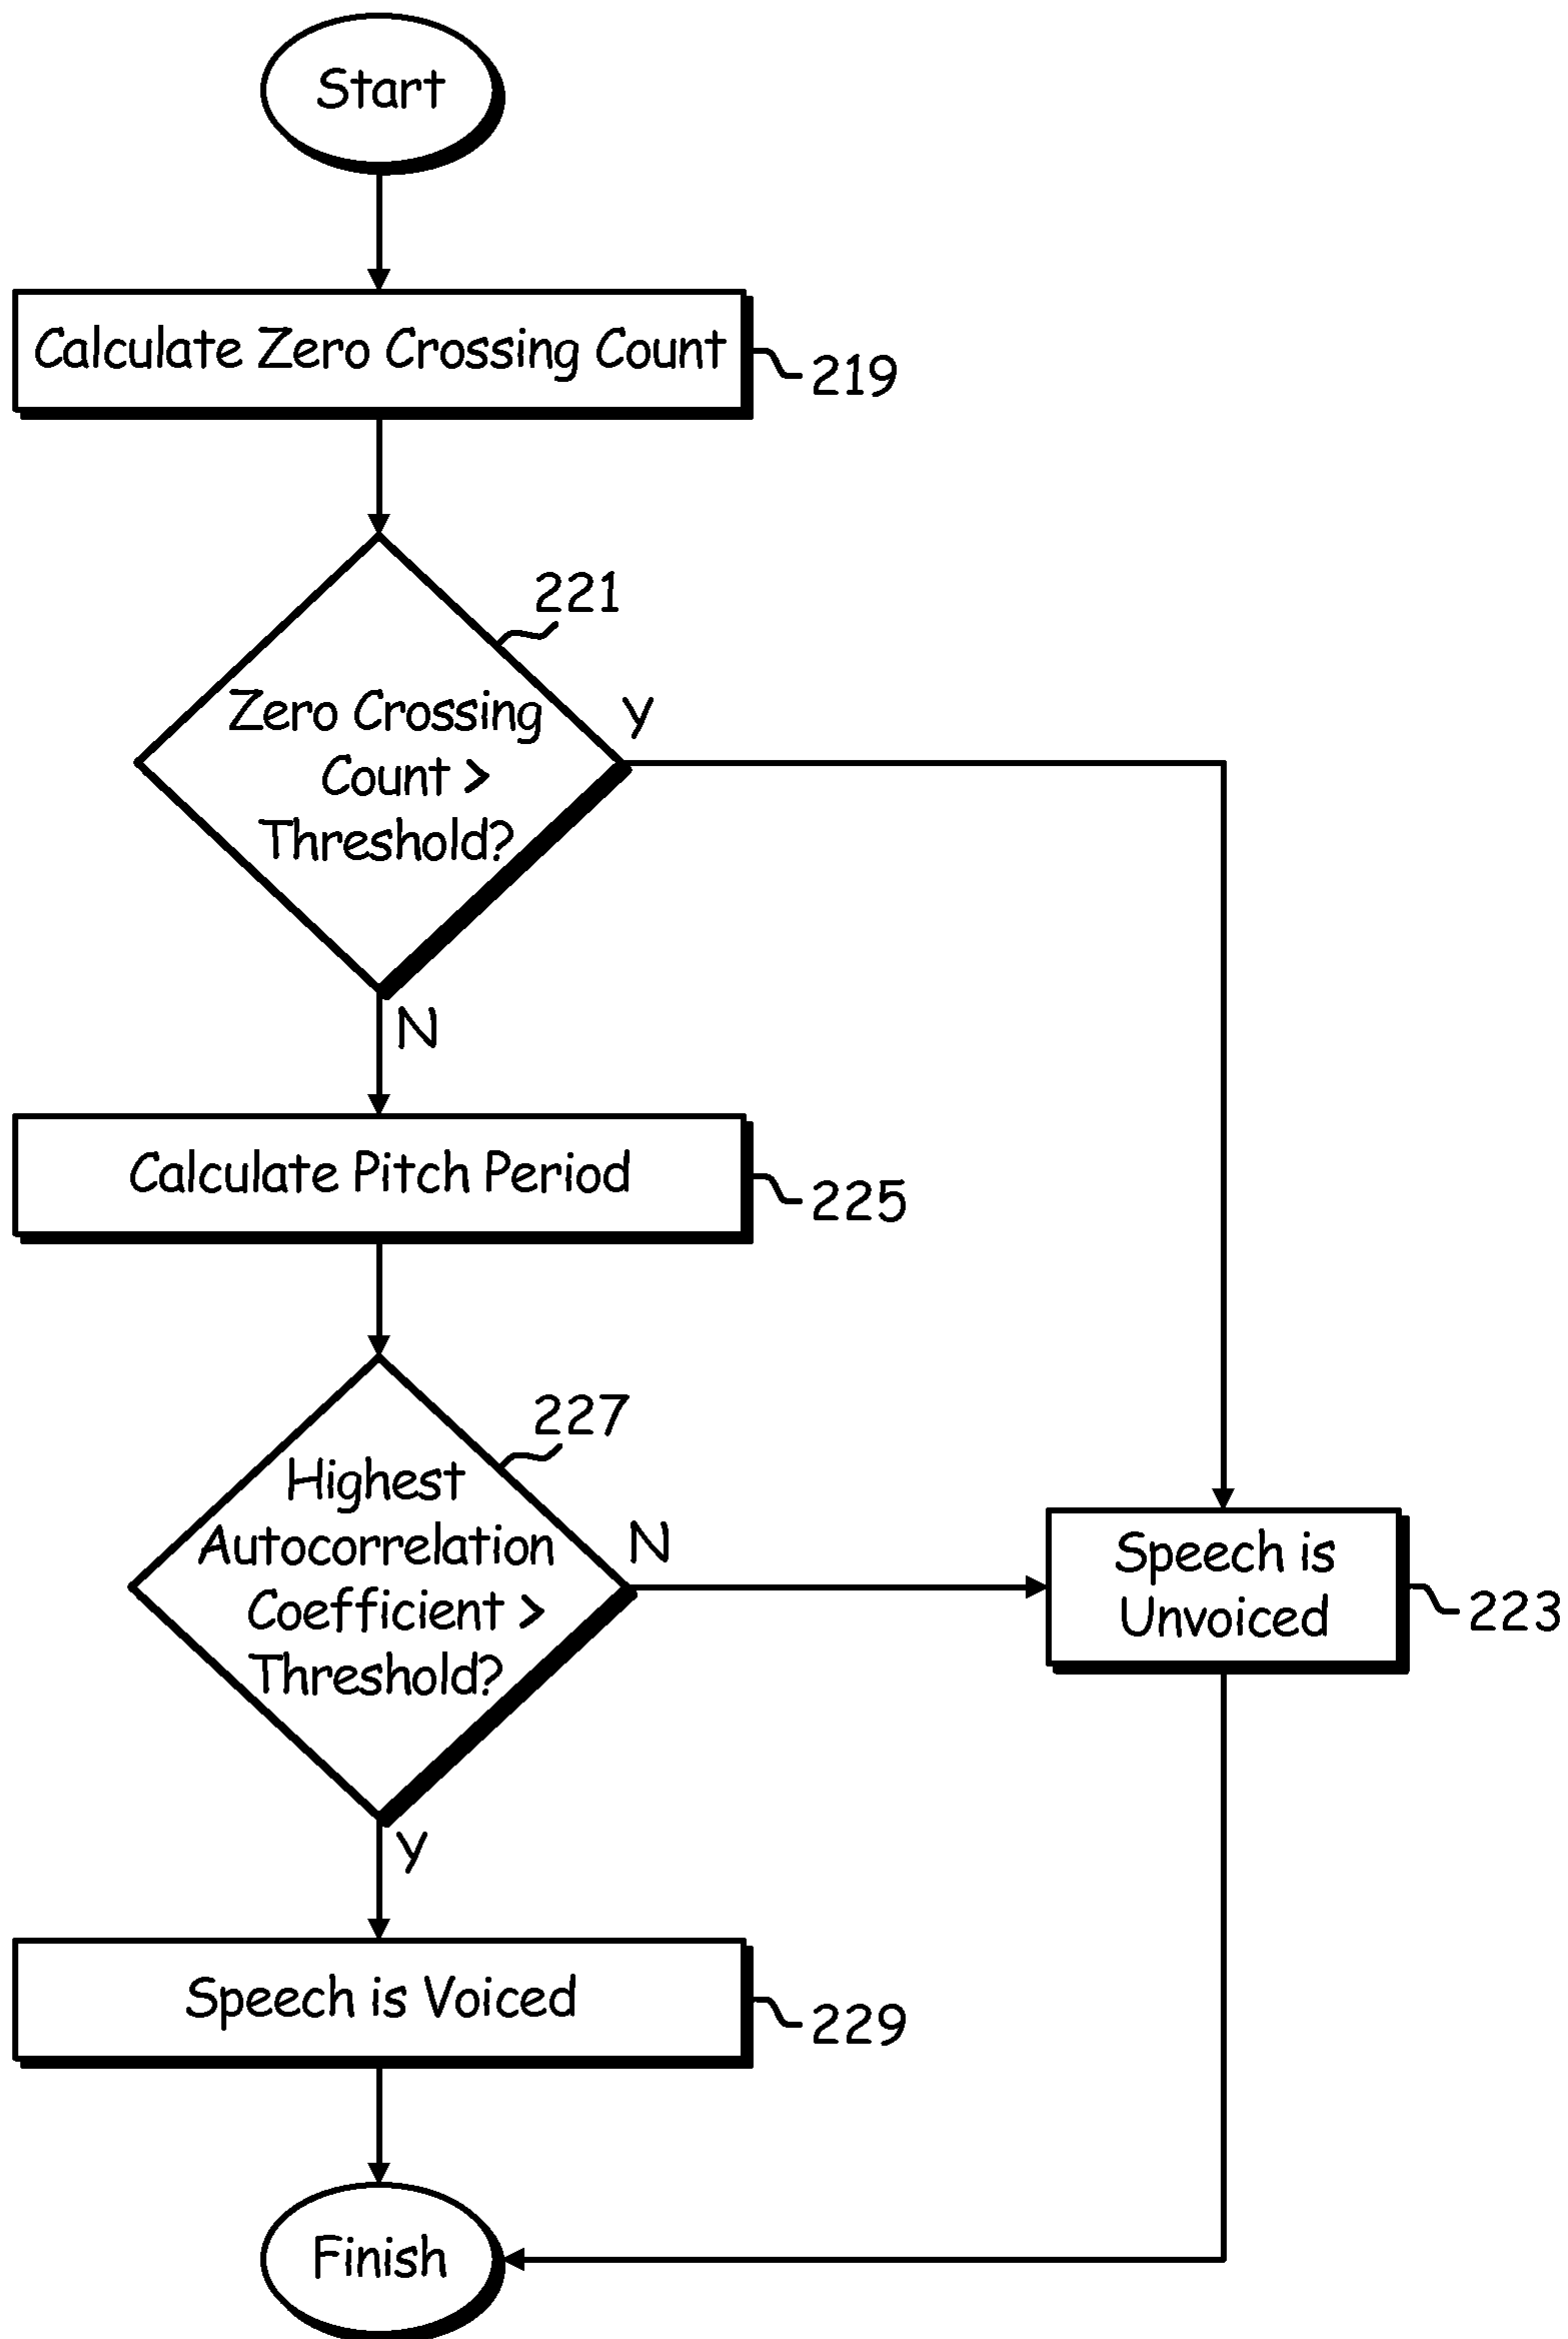 Start
Calculate Zero Crossing Count
219
221
Zero Crossing
Count >
Threshold?
Y
N
Calculate Pitch Period
225
227
Highest
Autocorrelation
Coefficient >
Threshold?
N
Y
Speech is
Unvoiced
223
Speech is Voiced
229
Finish